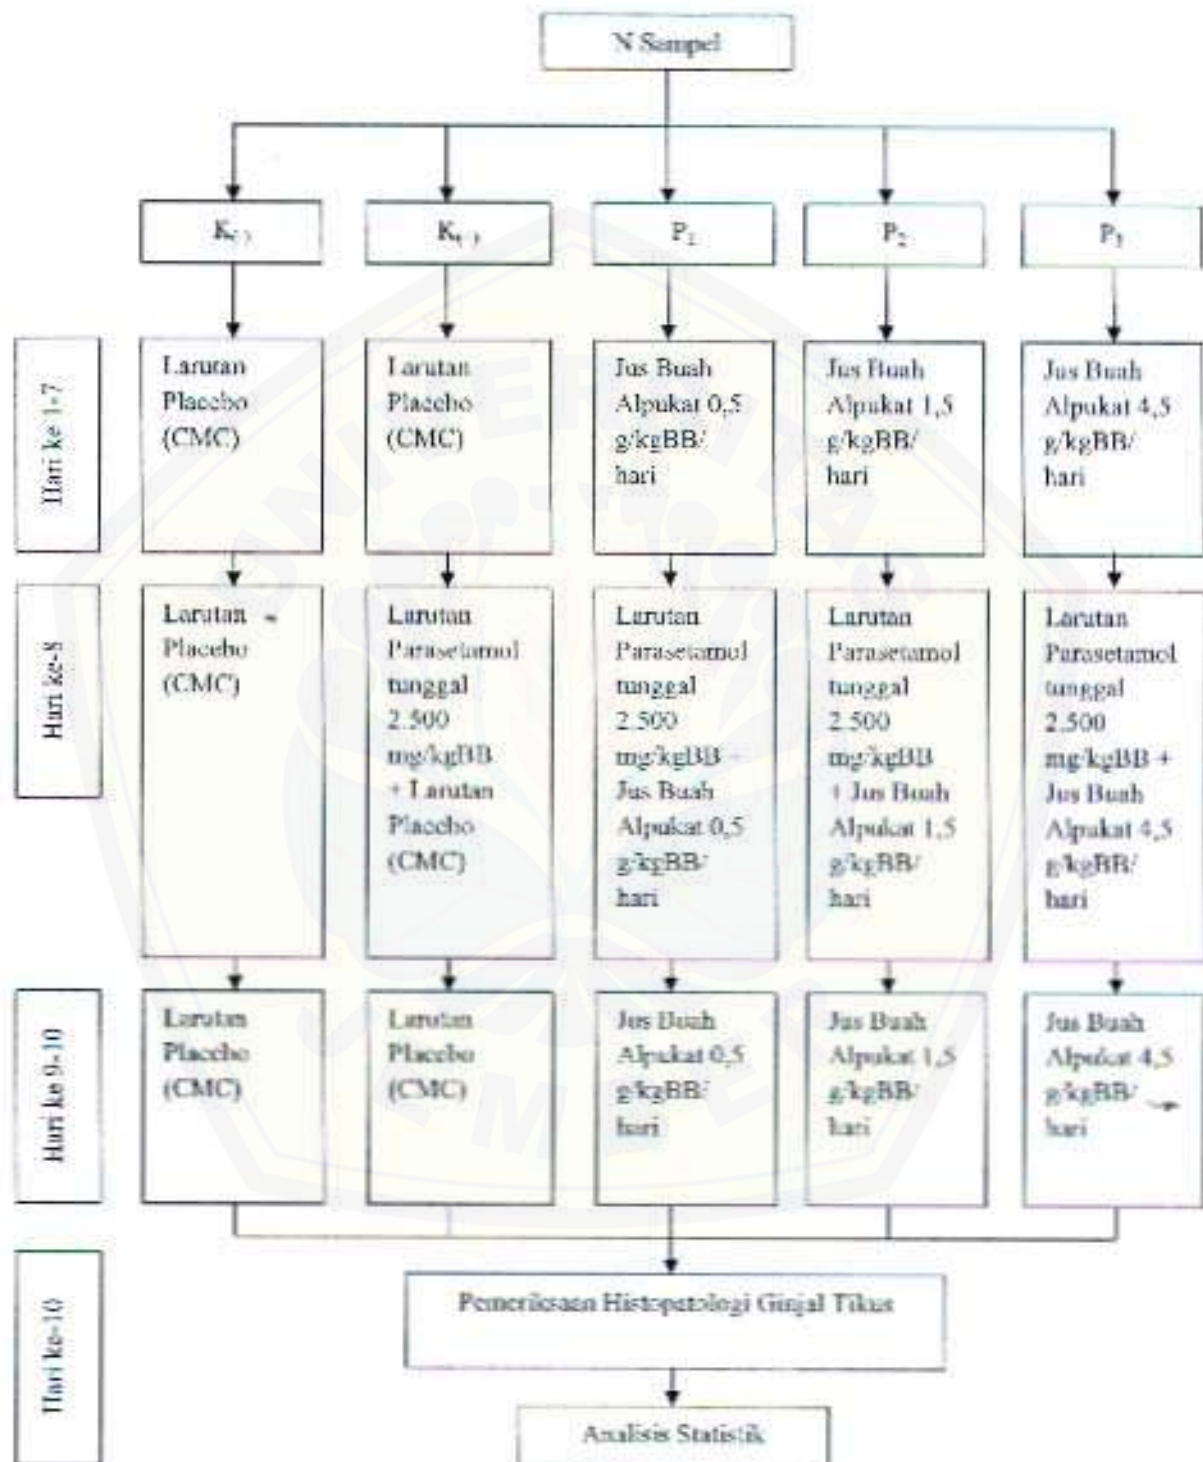 N Sampel
K(-)
K(-)
P1
P2
P3
Hari ke 1-7
Larutan
Placebo
(CMC)
Larutan
Placebo
(CMC)
Jus Buah
Alpukat 0,5
g/kgBB/
hari
Jus Buah
Alpukat 1,5
g/kgBB/
hari
Jus Buah
Alpukat 4,5
g/kgBB/
hari
Hari ke-8
Larutan
Placebo
(CMC)
Larutan
Parasetamol
tunggal
2.500
mg/kgBB
+ Larutan
Placebo
(CMC)
Larutan
Parasetamol
tunggal
2.500
mg/kgBB +
Jus Buah
Alpukat 0,5
g/kgBB/
hari
Larutan
Parasetamol
tunggal
2.500
mg/kgBB
+ Jus Buah
Alpukat 1,5
g/kgBB/
hari
Larutan
Parasetamol
tunggal
2.500
mg/kgBB +
Jus Buah
Alpukat 4,5
g/kgBB/
hari
Hari ke 9-10
Larutan
Placebo
(CMC)
Larutan
Placebo
(CMC)
Jus Buah
Alpukat 0,5
g/kgBB/
hari
Jus Buah
Alpukat 1,5
g/kgBB/
hari
Jus Buah
Alpukat 4,5
g/kgBB/
hari
Hari ke-10
Pemeriksaan Histopatologi Ginjal Tikus
Analisis Statistik
UNIVERSITAS
JEMBER